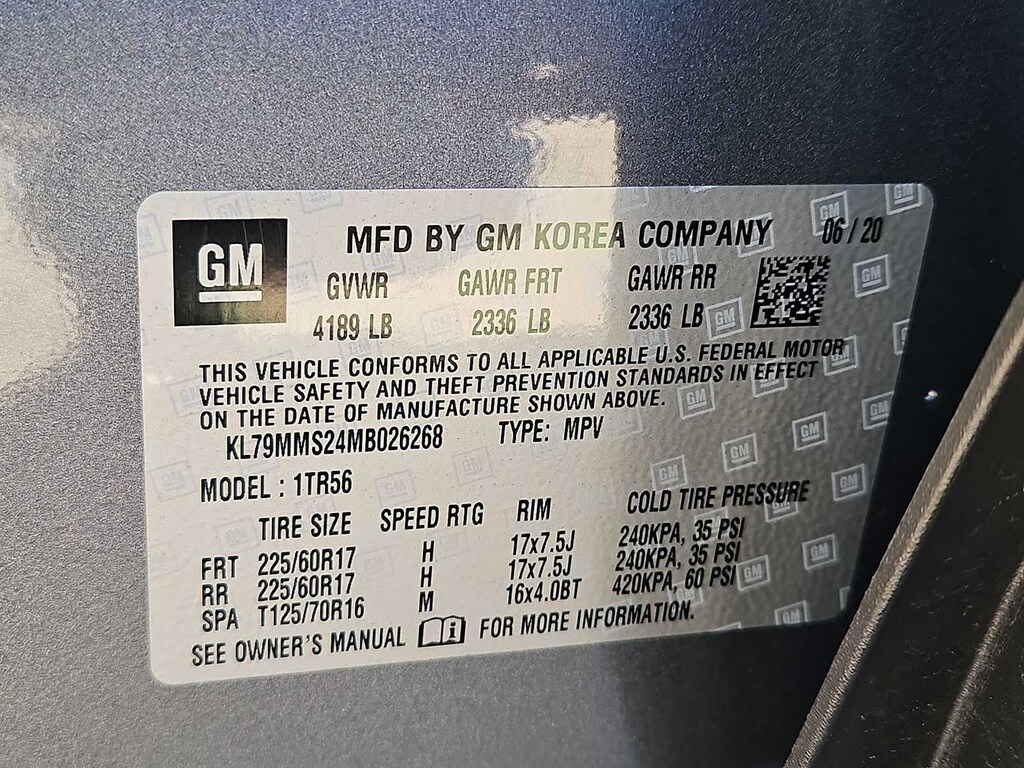 GM
MFD BY GM KOREA COMPANY 06 / 20
GVWR GAWR FRT GAWR RR
4189 LB 2336 LB 2336 LB
THIS VEHICLE CONFORMS TO ALL APPLICABLE U.S. FEDERAL MOTOR
VEHICLE SAFETY AND THEFT PREVENTION STANDARDS IN EFFECT
ON THE DATE OF MANUFACTURE SHOWN ABOVE.
KL79MMS24MB026268 TYPE: MPV
MODEL : 1TR56
TIRE SIZE SPEED RTG RIM COLD TIRE PRESSURE
FRT 225/60R17 H 17x7.5J 240KPA, 35 PSI
RR 225/60R17 H 17x7.5J 240KPA, 35 PSI
SPA T125/70R16 M 16x4.0BT 420KPA, 60 PSI
SEE OWNER'S MANUAL FOR MORE INFORMATION.